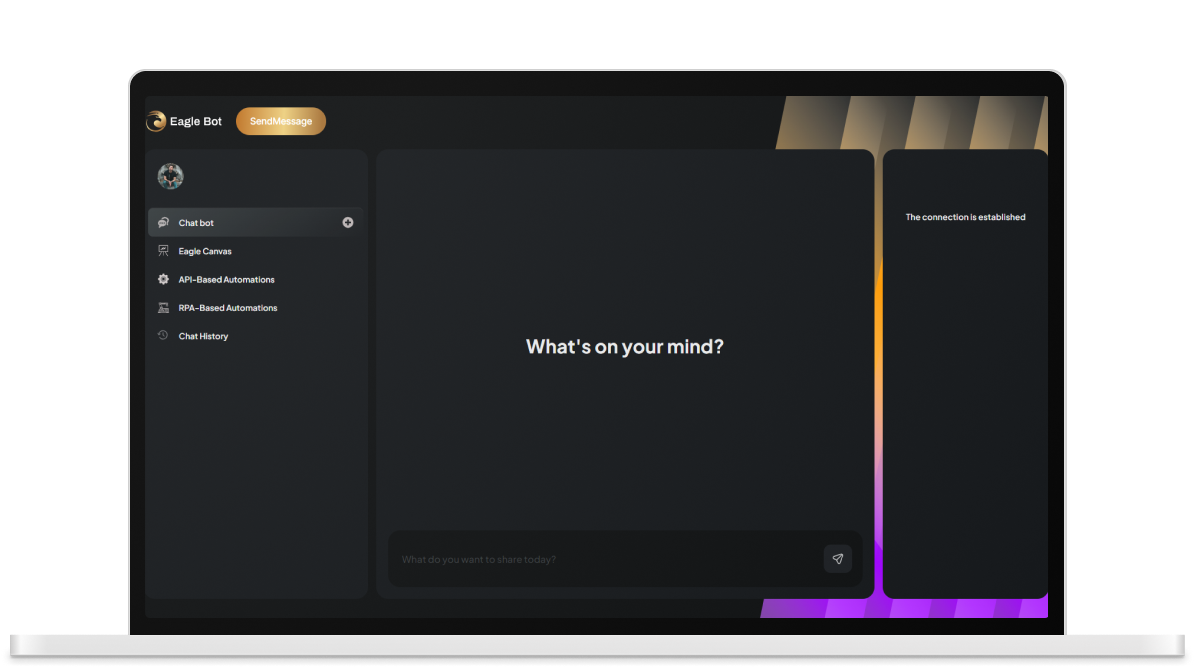 Eagle Bot
SendMessage
Chat bot
Eagle Canvas
API-Based Automations
RPA-Based Automations
Chat History
What's on your mind?
What do you want to share today?
The connection is established